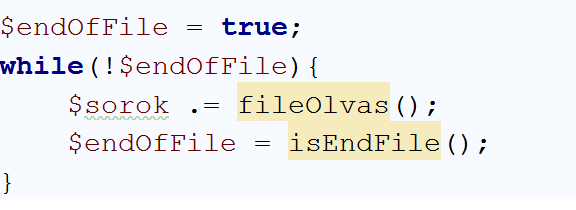 $endOfFile = true;
while(!$endOfFile){
    $sorok .= fileOlvas();
    $endOfFile = isEndFile();
}